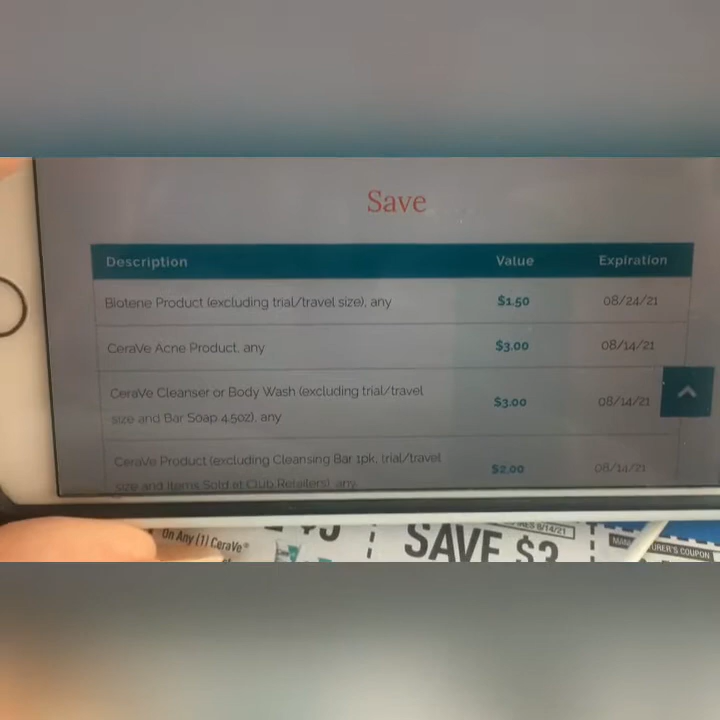 Save
Description Value Expiration
Biotene Product (excluding trial/travel size), any $1.50 08/24/21
CeraVe Acne Product, any $3.00 08/14/21
CeraVe Cleanser or Body Wash (excluding trial/travel
size and Bar Soap 4.5oz), any $3.00 08/14/21
CeraVe Product (excluding Cleansing Bar 1pk, trial/travel
size and Items Sold at Club Retailers) any $2.00 08/14/21
On Any (1) CeraVe®
SAVE $3
8/14/21
COUPON